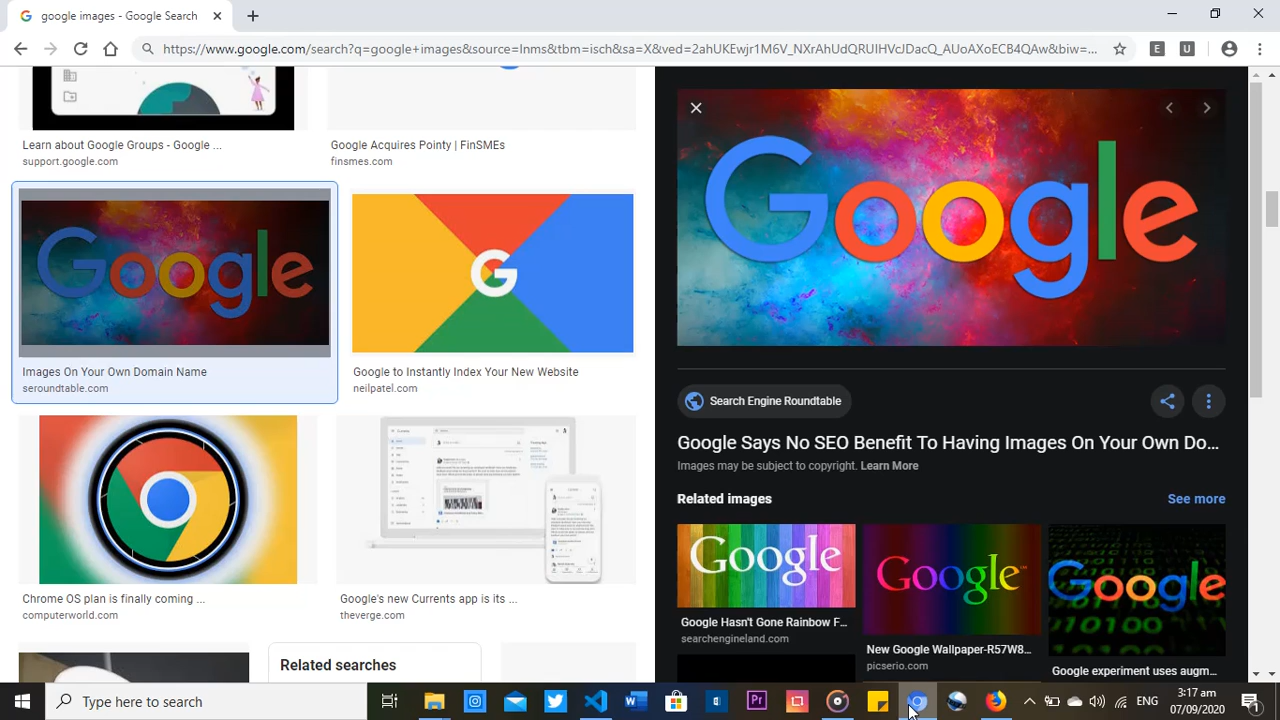 google images - Google Search
https://www.google.com/search?q=google+images&source=lnms&tbm=isch&sa=X&ved=2ahUKEwjr1M6V_NXrAhUdQRUIHVcJDacQ_AUoAXoECB4QAw&biw=...
E
U
Learn about Google Groups - Google ...
support.google.com
Google Acquires Pointy | FinSMEs
finsmes.com
Google
Images On Your Own Domain Name
seroundtable.com
G
Google to Instantly Index Your New Website
neilpatel.com
Chrome OS plan is finally coming ...
computerworld.com
Google's new Currents app is its ...
theverge.com
Related searches
Google
Search Engine Roundtable
Google Says No SEO Benefit To Having Images On Your Own Do...
Images may be subject to copyright. Learn More
Related images
See more
Google
Google Hasn't Gone Rainbow F...
searchengineland.com
Google
New Google Wallpaper-R57W8...
picserio.com
Google
Google experiment uses augm...
Type here to search
W
Pr
ENG
3:17 am
07/09/2020
1